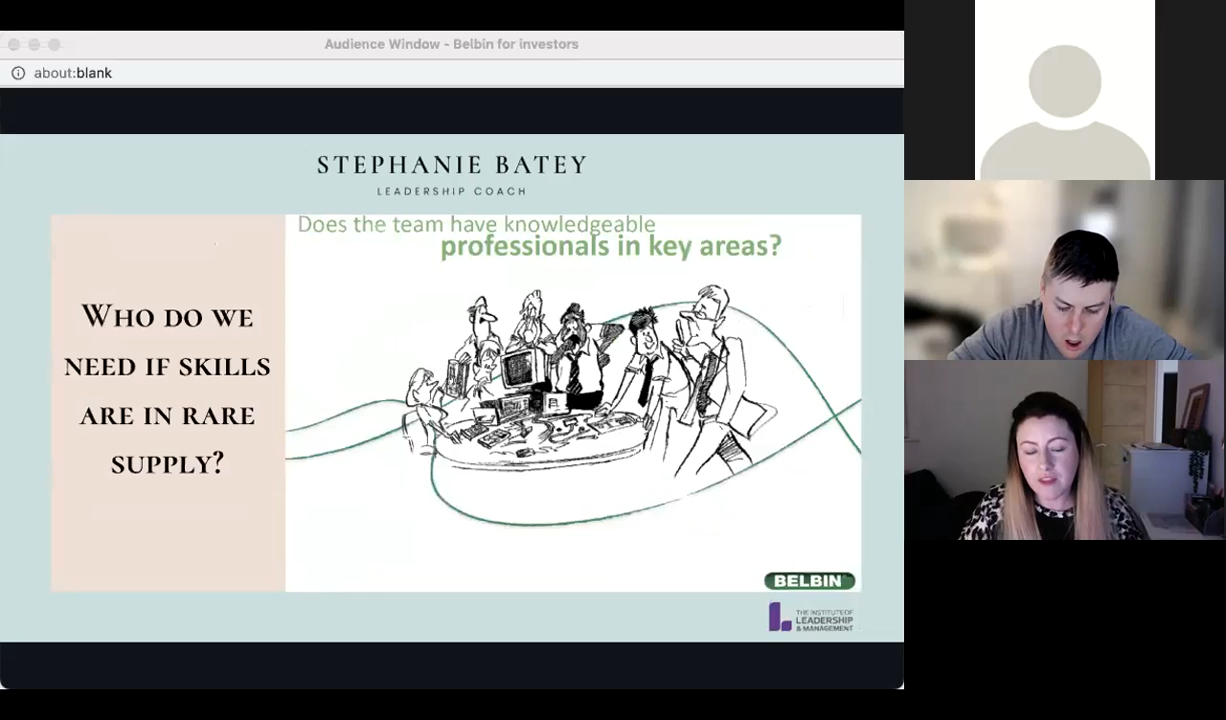 Audience Window - Belbin for investors
about:blank
STEPHANIE BATEY
LEADERSHIP COACH
Does the team have knowledgeable
professionals in key areas?
WHO DO WE
NEED IF SKILLS
ARE IN RARE
SUPPLY?
BELBIN
THE INSTITUTE OF
LEADERSHIP
& MANAGEMENT